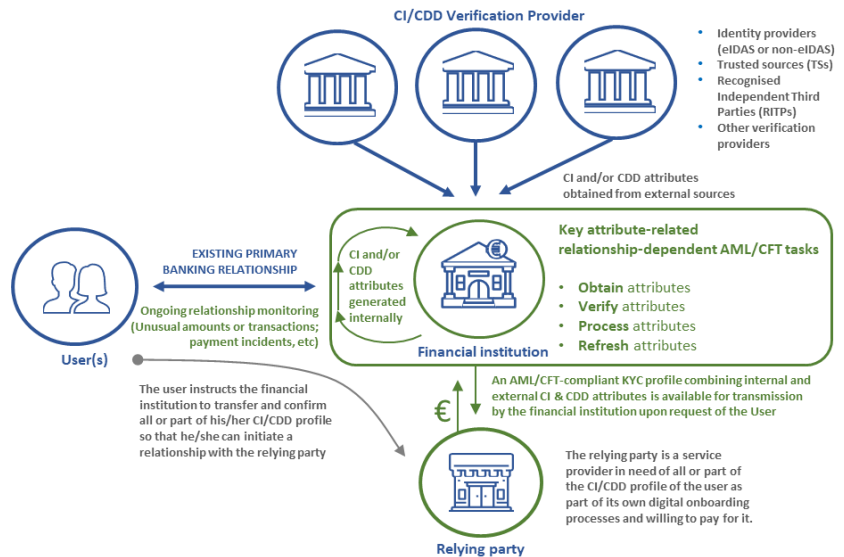 CI/CDD Verification Provider
• Identity providers
(eIDAS or non-eIDAS)
• Trusted sources (TSs)
• Recognised
Independent Third
Parties (RITPs)
• Other verification
providers
CI and/or CDD attributes
obtained from external sources
EXISTING PRIMARY
BANKING RELATIONSHIP
Ongoing relationship monitoring
(Unusual amounts or transactions;
payment incidents, etc)
User(s)
CI and/or
CDD
attributes
generated
internally
€
Financial institution
Key attribute-related
relationship-dependent AML/CFT tasks
• Obtain attributes
• Verify attributes
• Process attributes
• Refresh attributes
The user instructs the financial
institution to transfer and confirm
all or part of his/her CI/CDD profile
so that he/she can initiate a
relationship with the relying party
An AML/CFT-compliant KYC profile combining internal and
external CI & CDD attributes is available for transmission
by the financial institution upon request of the User
€
The relying party is a service
provider in need of all or part of
the CI/CDD profile of the user as
part of its own digital onboarding
processes and willing to pay for it.
Relying party